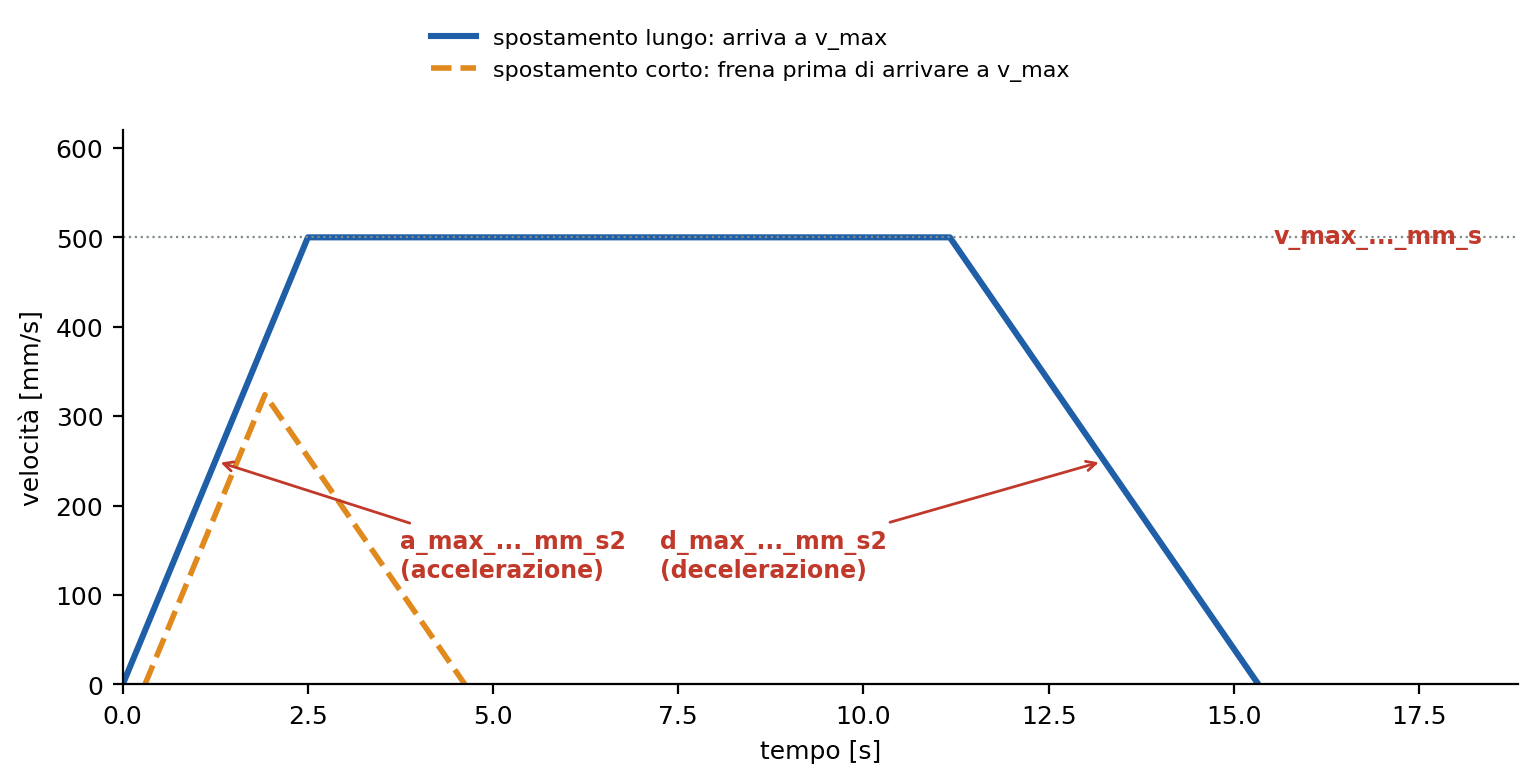 spostamento lungo: arriva a v_max
spostamento corto: frena prima di arrivare a v_max
600
500
400
300
200
100
0
velocità [mm/s]
v_max_..._mm_s
a_max_..._mm_s2
(accelerazione)
d_max_..._mm_s2
(decelerazione)
0.0
2.5
5.0
7.5
10.0
12.5
15.0
17.5
tempo [s]